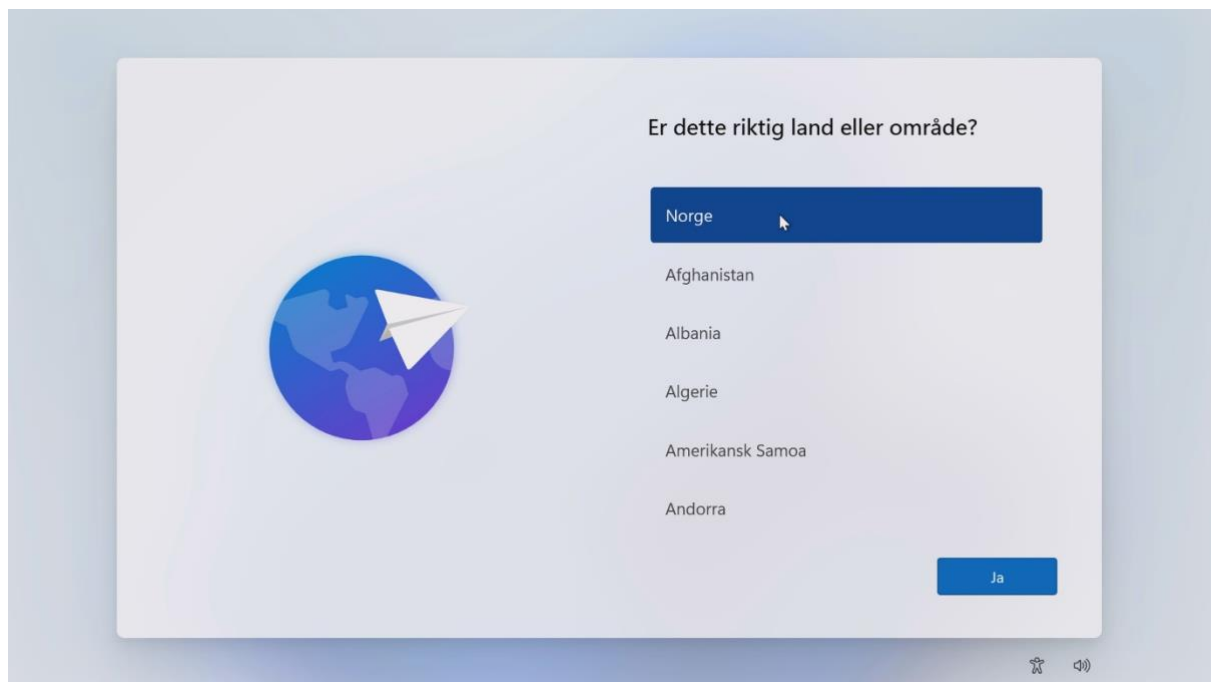 Er dette riktig land eller område?
Norge
Afghanistan
Albania
Algerie
Amerikansk Samoa
Andorra
Ja